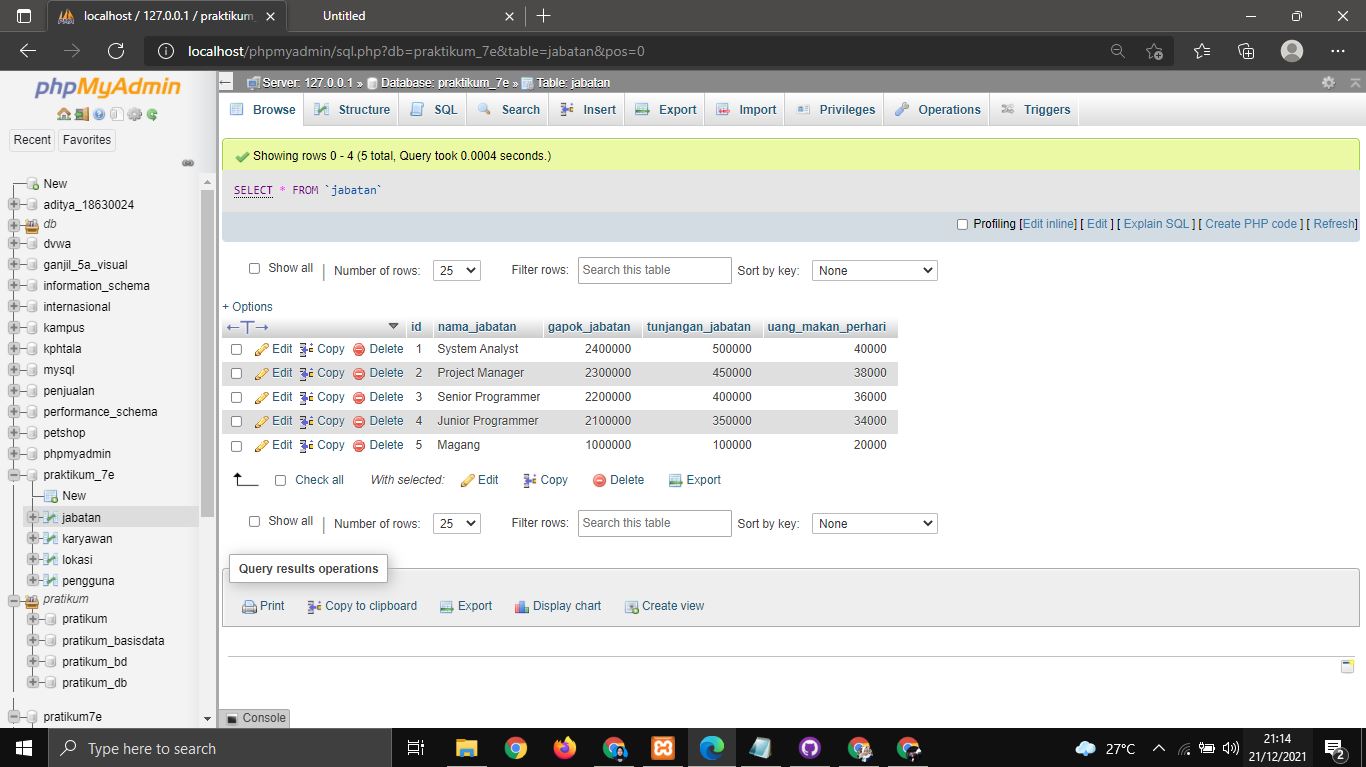 localhost / 127.0.0.1 / praktikum_
Untitled
localhost/phpmyadmin/sql.php?db=praktikum_7e&table=jabatan&pos=0
phpMyAdmin
Recent Favorites
New
aditya_18630024
db
dvwa
ganjil_5a_visual
information_schema
internasional
kampus
kphtala
mysql
penjualan
performance_schema
petshop
phpmyadmin
praktikum_7e
New
jabatan
karyawan
lokasi
pengguna
pratikum
pratikum
pratikum_basisdata
pratikum_bd
pratikum_db
pratikum7e
Server: 127.0.0.1 » Database: praktikum_7e » Table: jabatan
Browse Structure SQL Search Insert Export Import Privileges Operations Triggers
Showing rows 0 - 4 (5 total, Query took 0.0004 seconds.)
SELECT * FROM `jabatan`
Profiling [Edit inline] [ Edit ] [ Explain SQL ] [ Create PHP code ] [ Refresh]
Show all | Number of rows: 25 Filter rows: Search this table Sort by key: None
+ Options
←T→ id nama_jabatan gapok_jabatan tunjangan_jabatan uang_makan_perhari
Edit Copy Delete 1 System Analyst 2400000 500000 40000
Edit Copy Delete 2 Project Manager 2300000 450000 38000
Edit Copy Delete 3 Senior Programmer 2200000 400000 36000
Edit Copy Delete 4 Junior Programmer 2100000 350000 34000
Edit Copy Delete 5 Magang 1000000 100000 20000
Check all With selected: Edit Copy Delete Export
Show all | Number of rows: 25 Filter rows: Search this table Sort by key: None
Query results operations
Print Copy to clipboard Export Display chart Create view
Console
Type here to search
27°C
21:14
21/12/2021
2